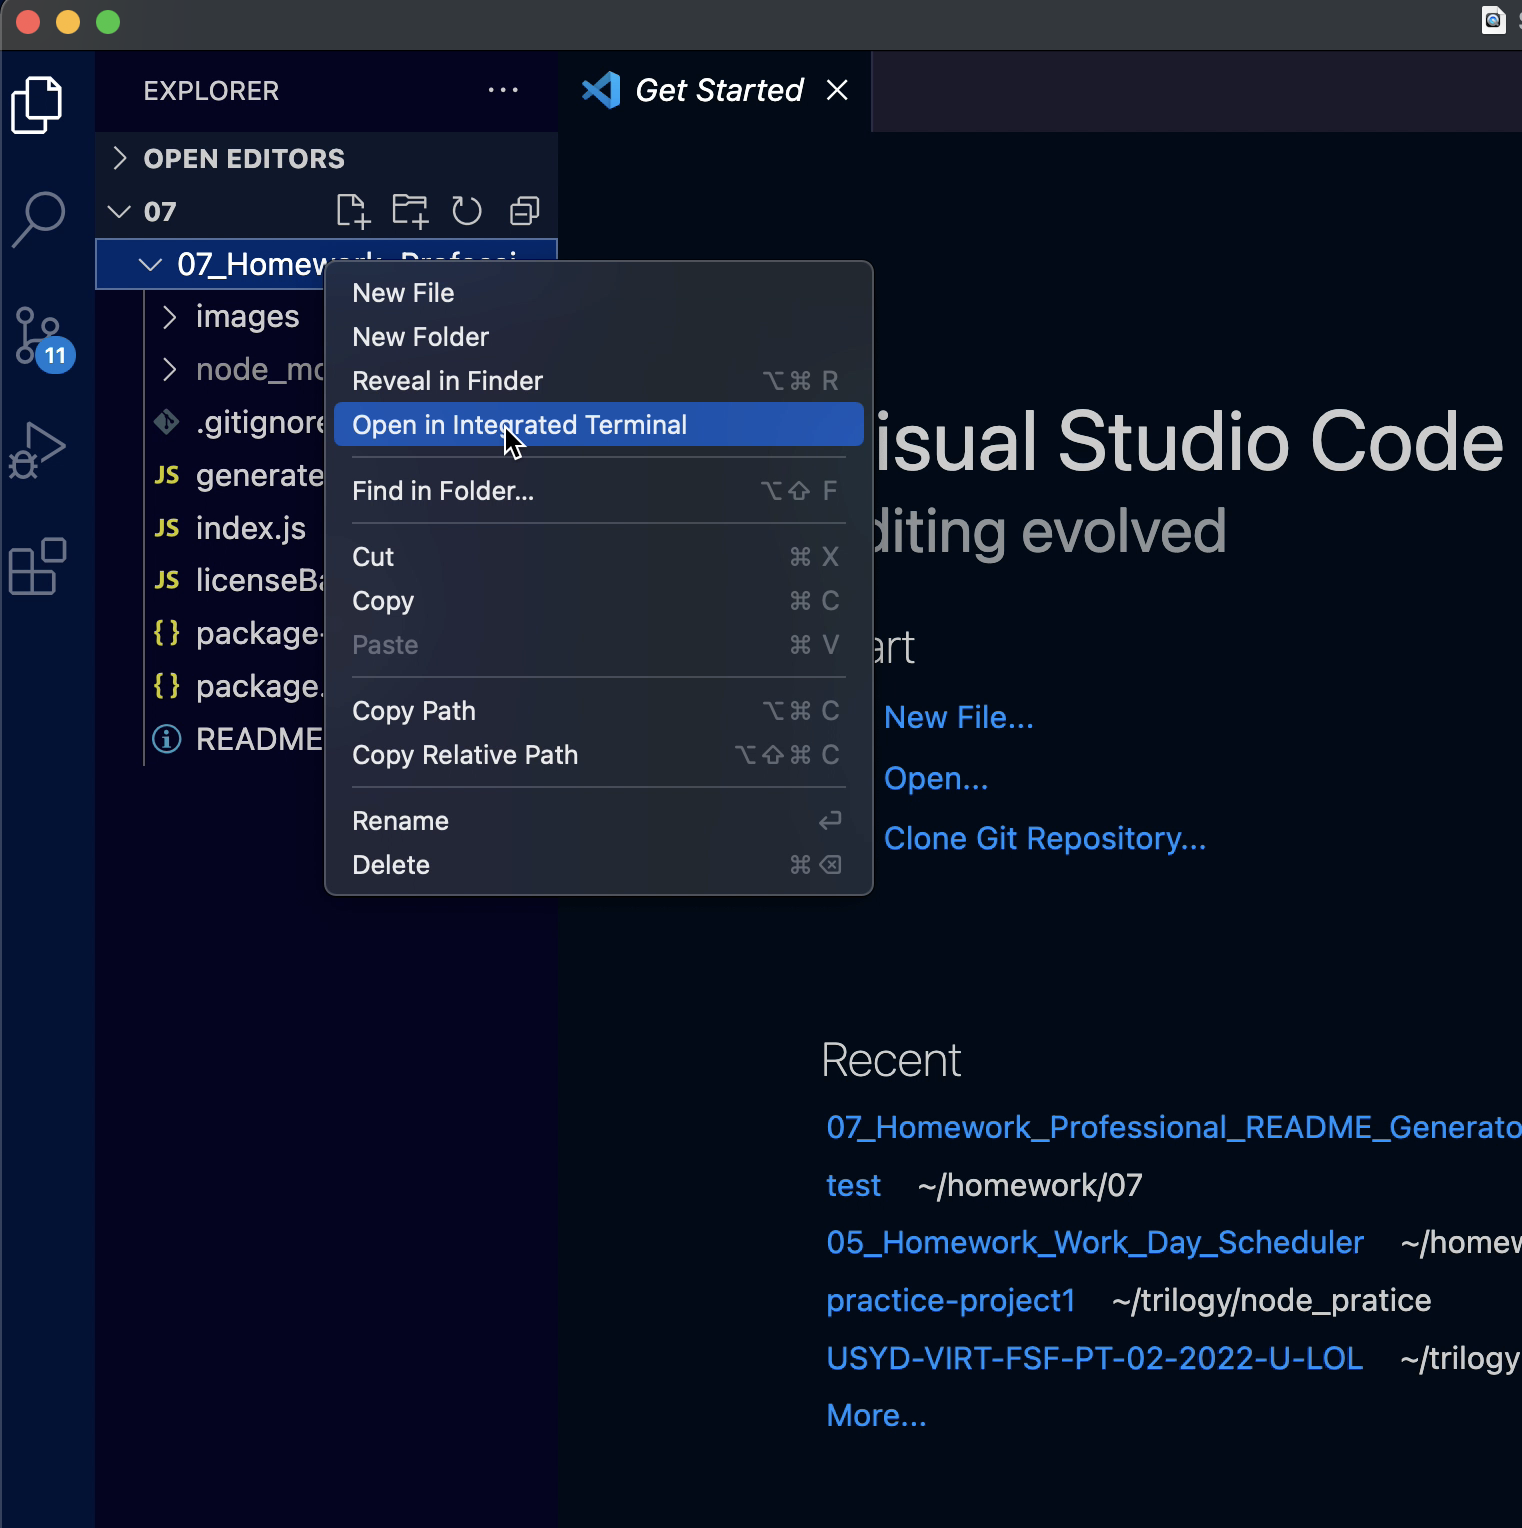 EXPLORER
Get Started
OPEN EDITORS
07
07_Homework_Professi
images
node_mo
.gitignore
JS generate
JS index.js
JS licenseBa
{} package-
{} package.
README
11
New File
New Folder
Reveal in Finder ⌥⌘ R
Open in Integrated Terminal
Find in Folder... ⌥⇧ F
Cut ⌘ X
Copy ⌘ C
Paste ⌘ V
Copy Path ⌥⌘ C
Copy Relative Path ⌥⇧⌘ C
Rename ↩
Delete ⌘⌫
isual Studio Code
diting evolved
art
New File...
Open...
Clone Git Repository...
Recent
07_Homework_Professional_README_Generato
test ~/homework/07
05_Homework_Work_Day_Scheduler ~/homew
practice-project1 ~/trilogy/node_pratice
USYD-VIRT-FSF-PT-02-2022-U-LOL ~/trilogy
More...